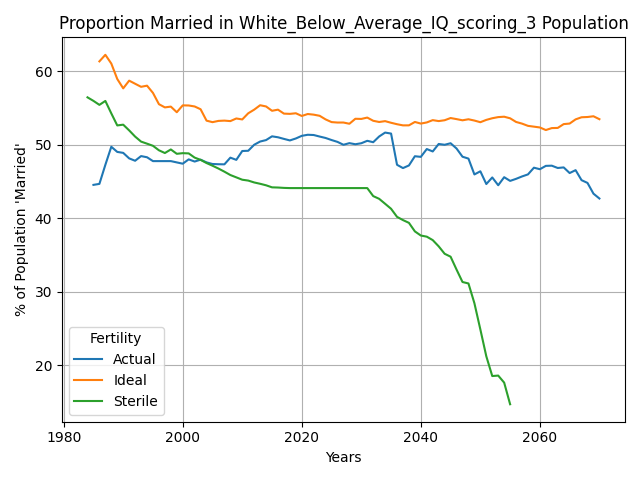 Proportion Married in White_Below_Average_IQ_scoring_3 Population
% of Population 'Married'
60
50
40
30
20
Fertility
Actual
Ideal
Sterile
1980
2000
2020
2040
2060
Years